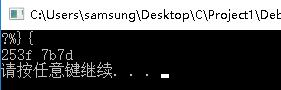 C:\Users\samsung\Desktop\C\Project1\Deb
?%}{
253f 7b7d
请按任意键继续. . .